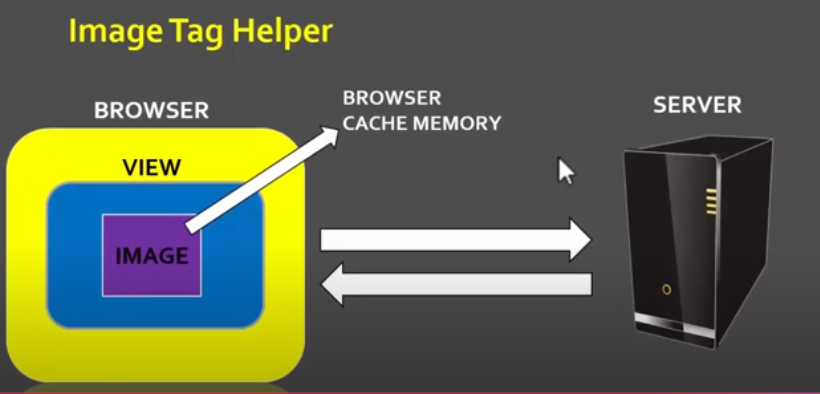 Image Tag Helper
BROWSER
BROWSER
CACHE MEMORY
SERVER
VIEW
IMAGE